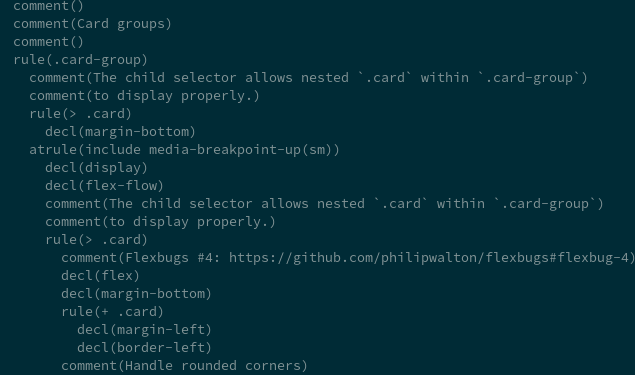 comment()
comment(Card groups)
comment()
rule(.card-group)
comment(The child selector allows nested `.card` within `.card-group`)
comment(to display properly.)
rule(> .card)
decl(margin-bottom)
atrule(include media-breakpoint-up(sm))
decl(display)
decl(flex-flow)
comment(The child selector allows nested `.card` within `.card-group`)
comment(to display properly.)
rule(> .card)
comment(Flexbugs #4: https://github.com/philipwalton/flexbugs#flexbug-4)
decl(flex)
decl(margin-bottom)
rule(+ .card)
decl(margin-left)
decl(border-left)
comment(Handle rounded corners)